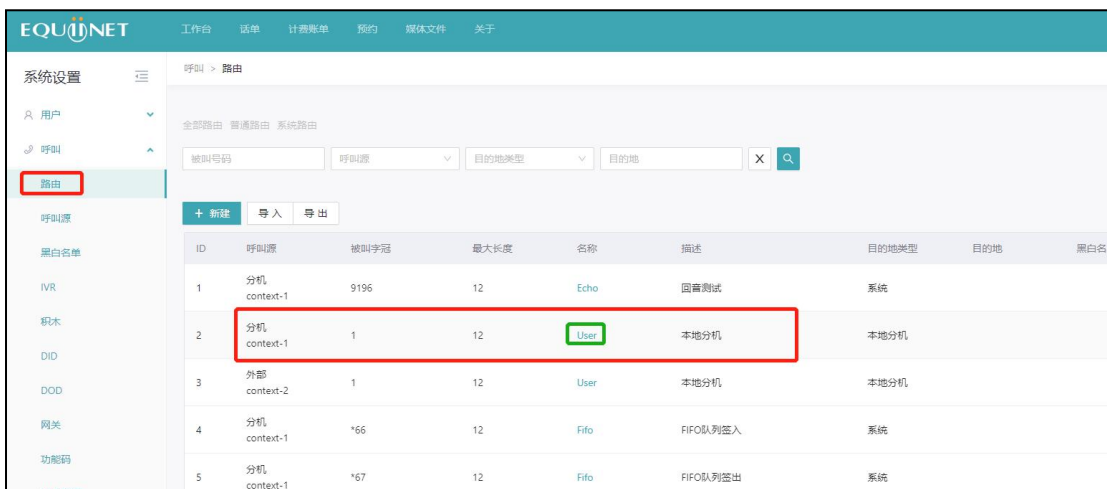 EQUiiNET 工作台 话单 计费账单 预约 媒体文件 关于
系统设置
呼叫 > 路由
用户
全部路由 普通路由 系统路由
呼叫
被叫号码 呼叫源 目的地类型 目的地 X
路由
+ 新建 导入 导出
呼叫源
黑白名单
IVR
积木
DID
DOD
网关
功能码
ID 呼叫源 被叫字冠 最大长度 名称 描述 目的地类型 目的地 黑白名
1 分机 context-1 9196 12 Echo 回音测试 系统
2 分机 context-1 1 12 User 本地分机 本地分机
3 外部 context-2 1 12 User 本地分机 本地分机
4 分机 context-1 *66 12 Fifo FIFO队列签入 系统
5 分机 context-1 *67 12 Fifo FIFO队列签出 系统